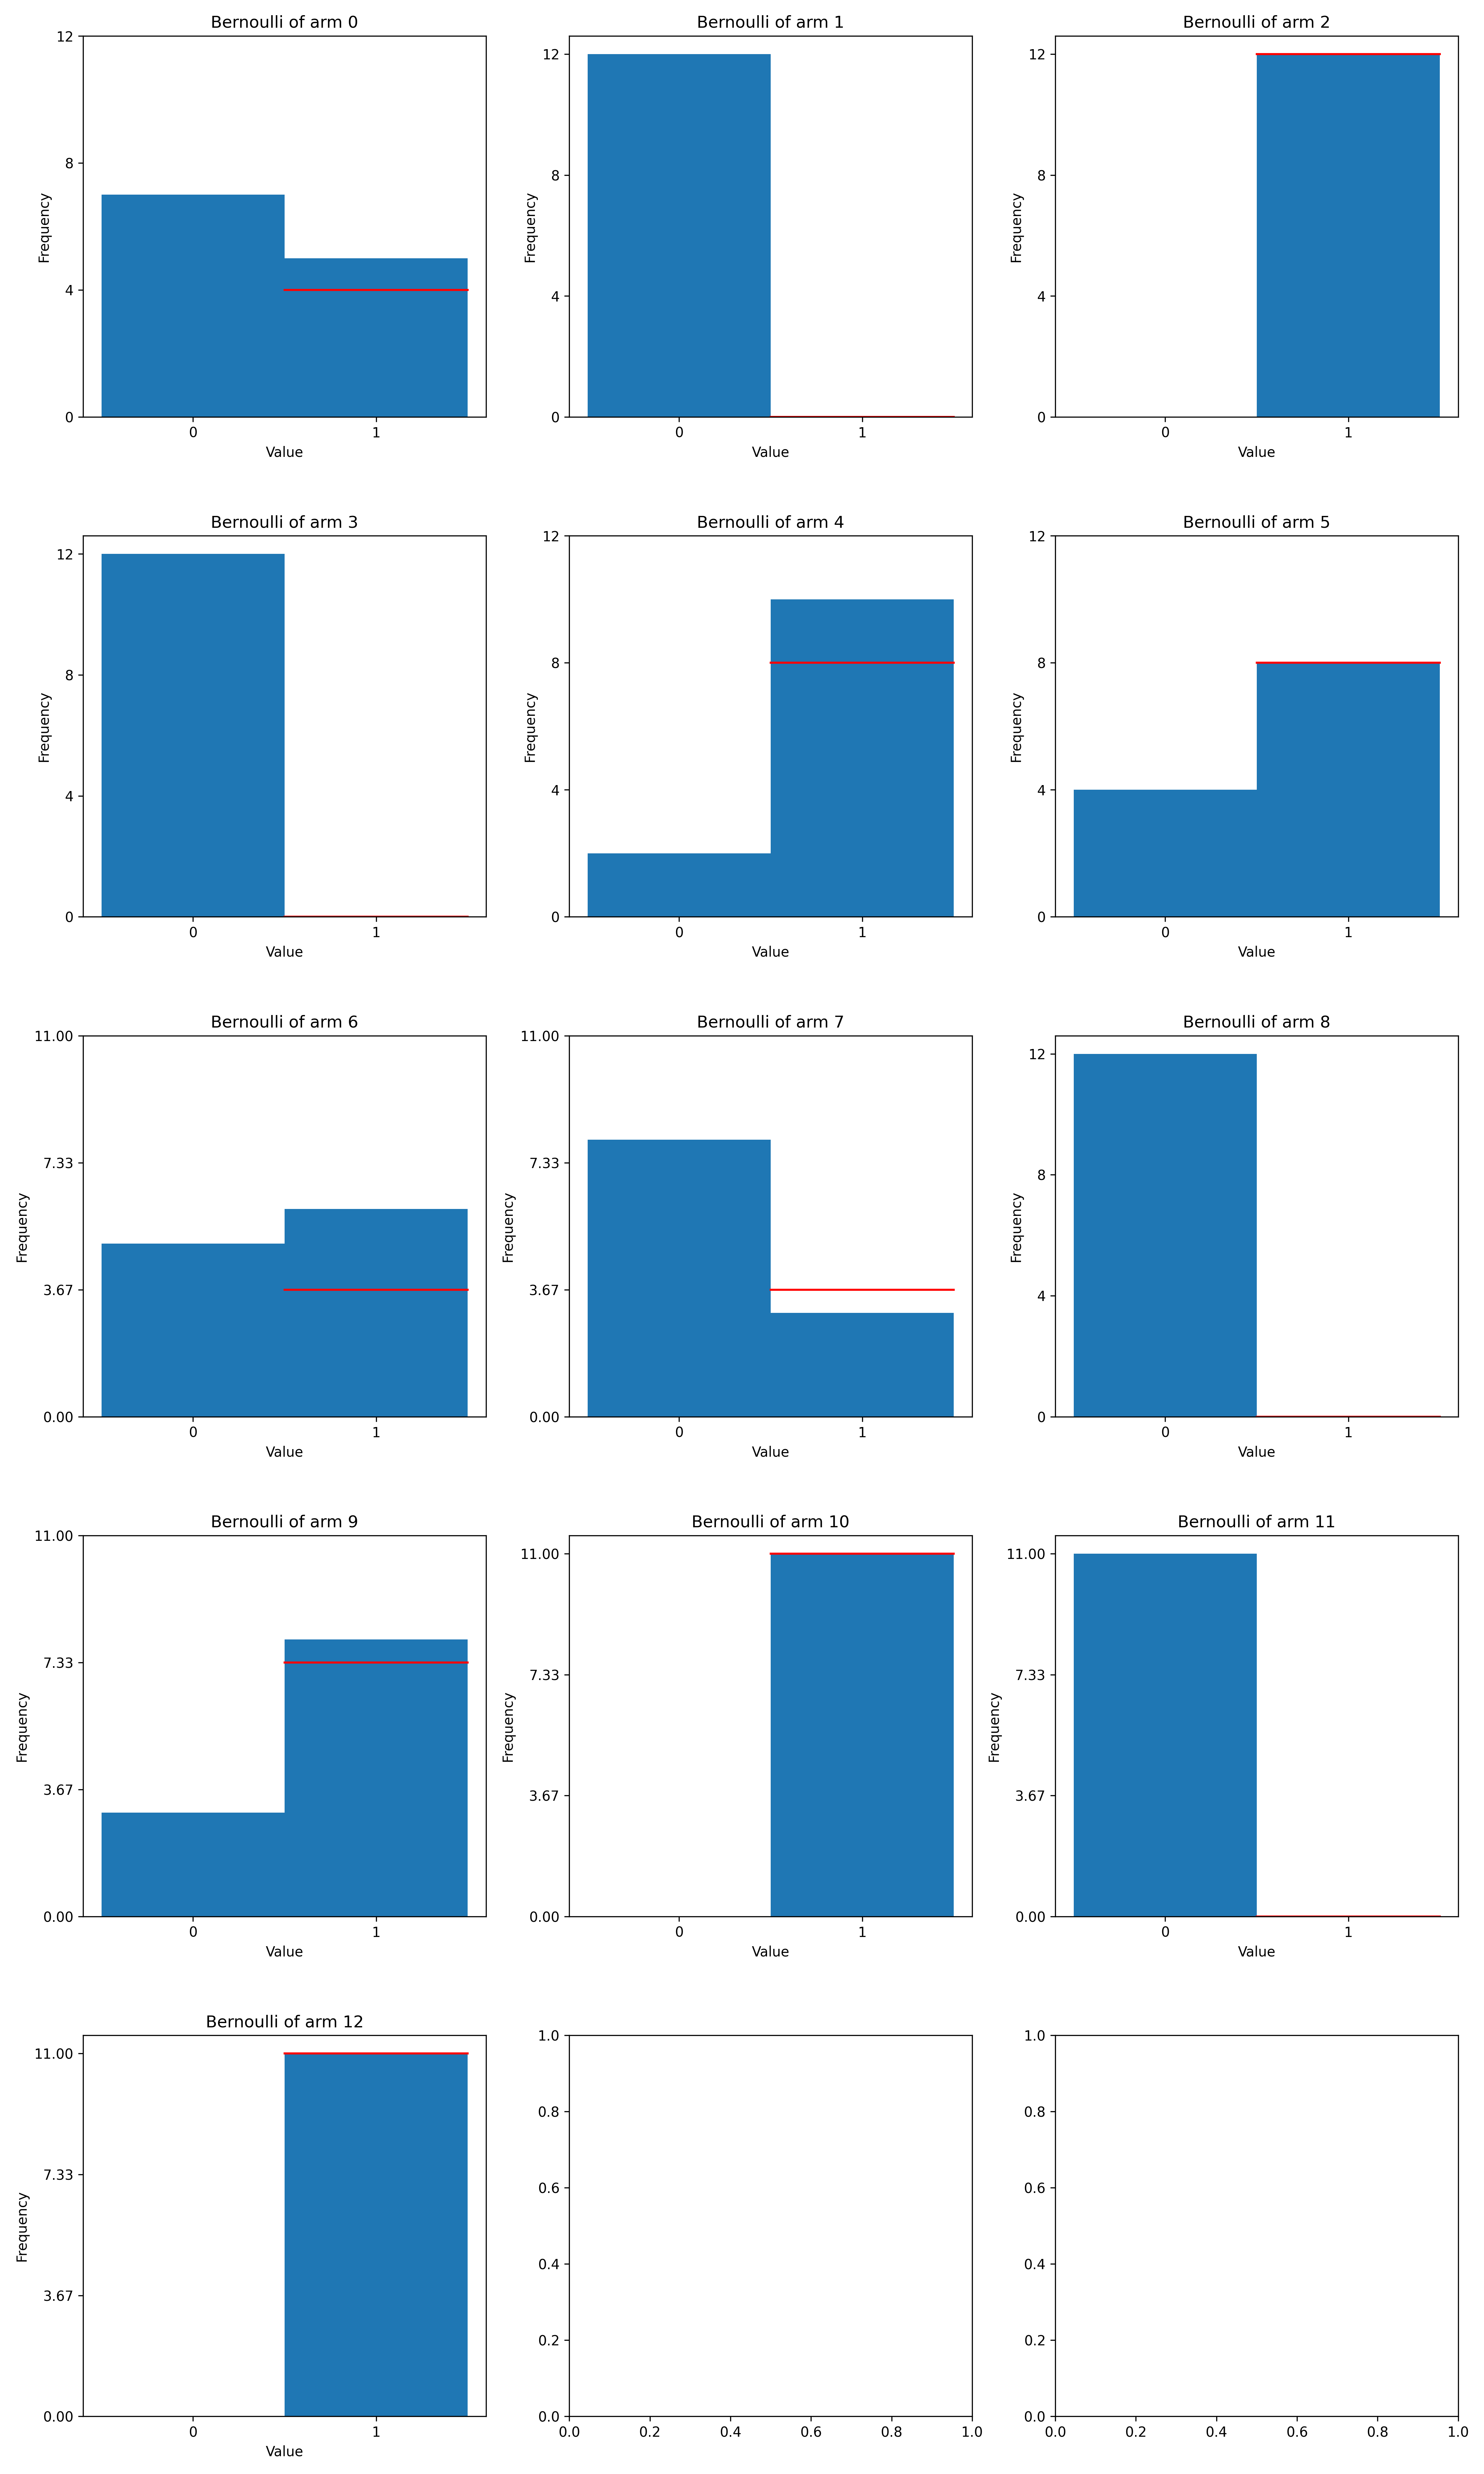 Bernoulli of arm 0
12
8
4
0
Frequency
0 1
Value
Bernoulli of arm 1
12
8
4
0
Frequency
0 1
Value
Bernoulli of arm 2
12
8
4
0
Frequency
0 1
Value
Bernoulli of arm 3
12
8
4
0
Frequency
0 1
Value
Bernoulli of arm 4
12
8
4
0
Frequency
0 1
Value
Bernoulli of arm 5
12
8
4
0
Frequency
0 1
Value
Bernoulli of arm 6
11.00
7.33
3.67
0.00
Frequency
0 1
Value
Bernoulli of arm 7
11.00
7.33
3.67
0.00
Frequency
0 1
Value
Bernoulli of arm 8
12
8
4
0
Frequency
0 1
Value
Bernoulli of arm 9
11.00
7.33
3.67
0.00
Frequency
0 1
Value
Bernoulli of arm 10
11.00
7.33
3.67
0.00
Frequency
0 1
Value
Bernoulli of arm 11
11.00
7.33
3.67
0.00
Frequency
0 1
Value
Bernoulli of arm 12
11.00
7.33
3.67
0.00
Frequency
0 1
Value
1.0
0.8
0.6
0.4
0.2
0.0
0.0 0.2 0.4 0.6 0.8 1.0
1.0
0.8
0.6
0.4
0.2
0.0
0.0 0.2 0.4 0.6 0.8 1.0